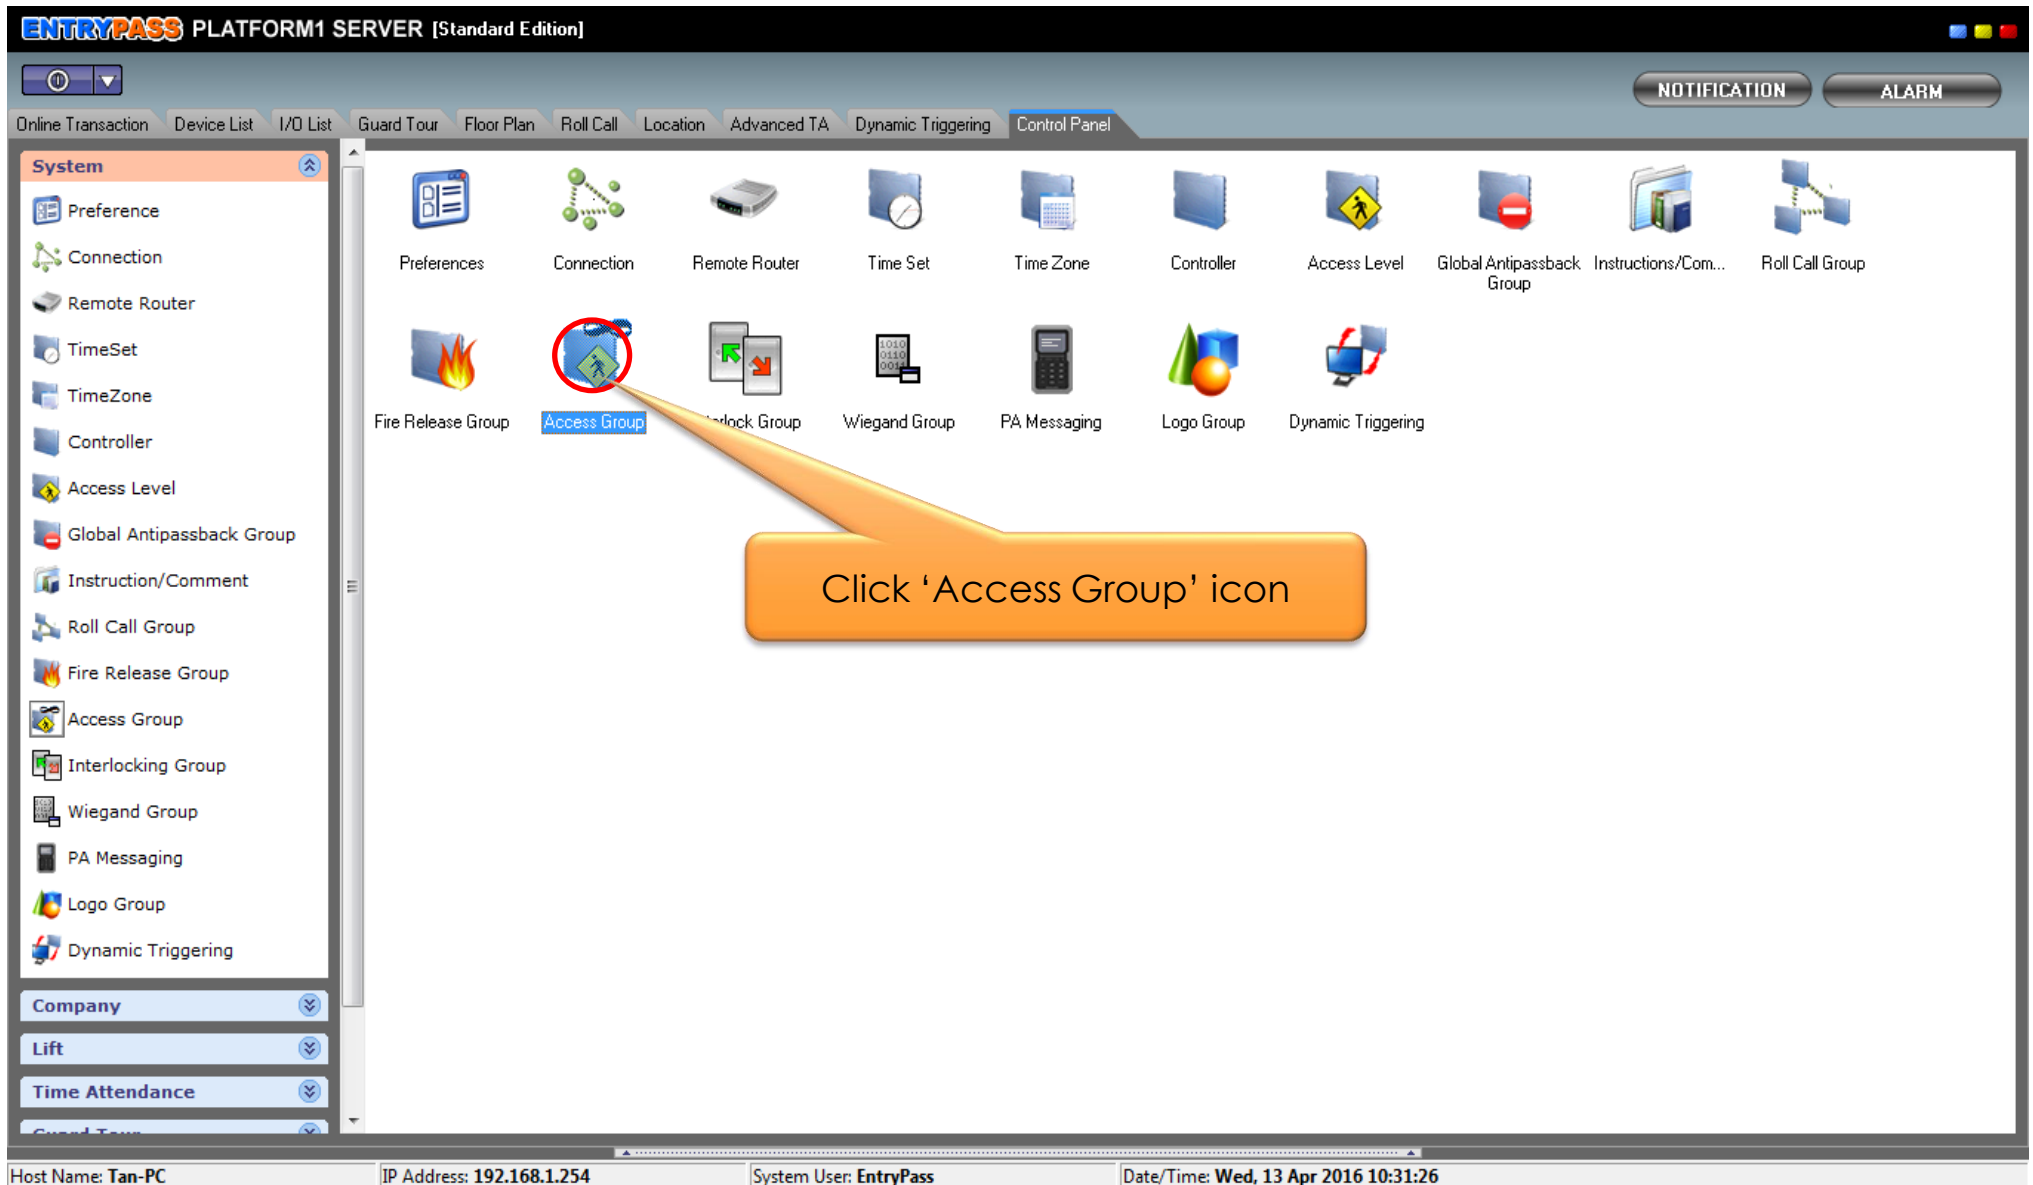 ENTRYPASS PLATFORM1 SERVER [Standard Edition]
NOTIFICATION ALARM
Online Transaction Device List I/O List Guard Tour Floor Plan Roll Call Location Advanced TA Dynamic Triggering Control Panel
System
Preference
Connection
Remote Router
TimeSet
TimeZone
Controller
Access Level
Global Antipassback Group
Instruction/Comment
Roll Call Group
Fire Release Group
Access Group
Interlocking Group
Wiegand Group
PA Messaging
Logo Group
Dynamic Triggering
Company
Lift
Time Attendance
Guard Tour
Preferences Connection Remote Router Time Set Time Zone Controller Access Level Global Antipassback Instructions/Com... Roll Call Group
Group
Fire Release Group Access Group rlock Group Wiegand Group PA Messaging Logo Group Dynamic Triggering
Click ‘Access Group’ icon
Host Name: Tan-PC IP Address: 192.168.1.254 System User: EntryPass Date/Time: Wed, 13 Apr 2016 10:31:26